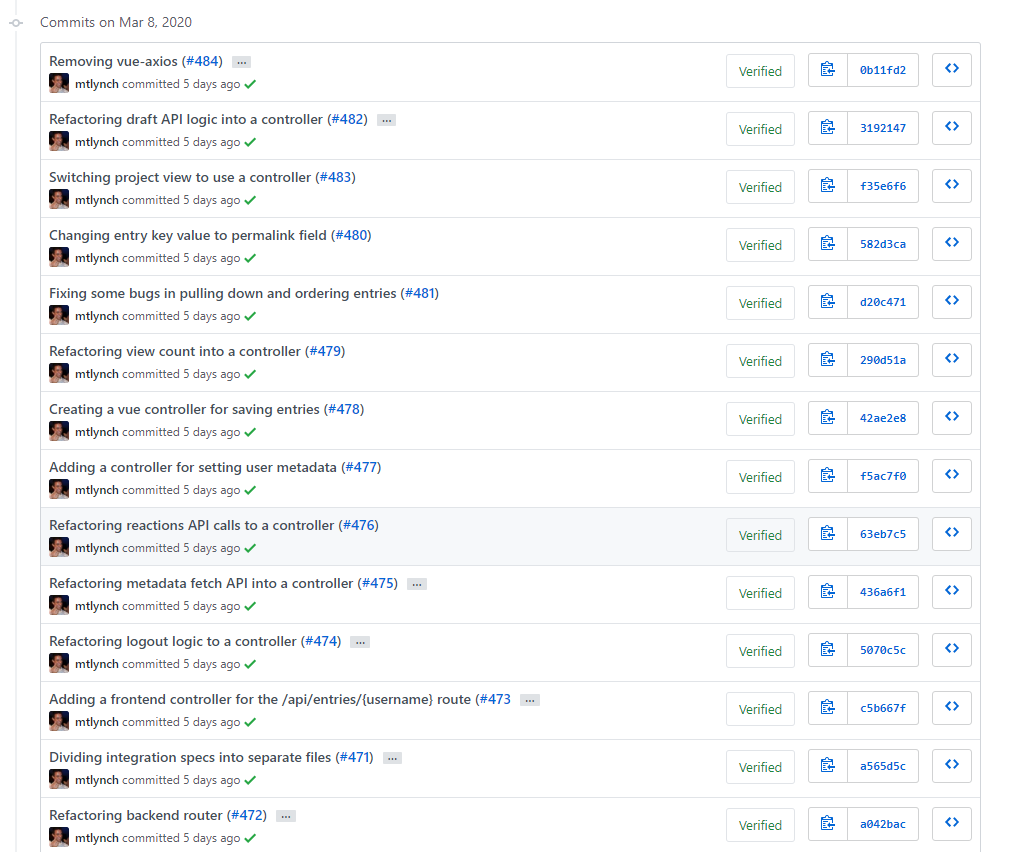 Commits on Mar 8, 2020
Removing vue-axios (#484) ...
mtlynch committed 5 days ago
Verified
0b11fd2
Refactoring draft API logic into a controller (#482) ...
mtlynch committed 5 days ago
Verified
3192147
Switching project view to use a controller (#483)
mtlynch committed 5 days ago
Verified
f35e6f6
Changing entry key value to permalink field (#480)
mtlynch committed 5 days ago
Verified
582d3ca
Fixing some bugs in pulling down and ordering entries (#481)
mtlynch committed 5 days ago
Verified
d20c471
Refactoring view count into a controller (#479)
mtlynch committed 5 days ago
Verified
290d51a
Creating a vue controller for saving entries (#478)
mtlynch committed 5 days ago
Verified
42ae2e8
Adding a controller for setting user metadata (#477)
mtlynch committed 5 days ago
Verified
f5ac7f0
Refactoring reactions API calls to a controller (#476)
mtlynch committed 5 days ago
Verified
63eb7c5
Refactoring metadata fetch API into a controller (#475) ...
mtlynch committed 5 days ago
Verified
436a6f1
Refactoring logout logic to a controller (#474) ...
mtlynch committed 5 days ago
Verified
5070c5c
Adding a frontend controller for the /api/entries/{username} route (#473 ...
mtlynch committed 5 days ago
Verified
c5b667f
Dividing integration specs into separate files (#471) ...
mtlynch committed 5 days ago
Verified
a565d5c
Refactoring backend router (#472) ...
mtlynch committed 5 days ago
Verified
a042bac